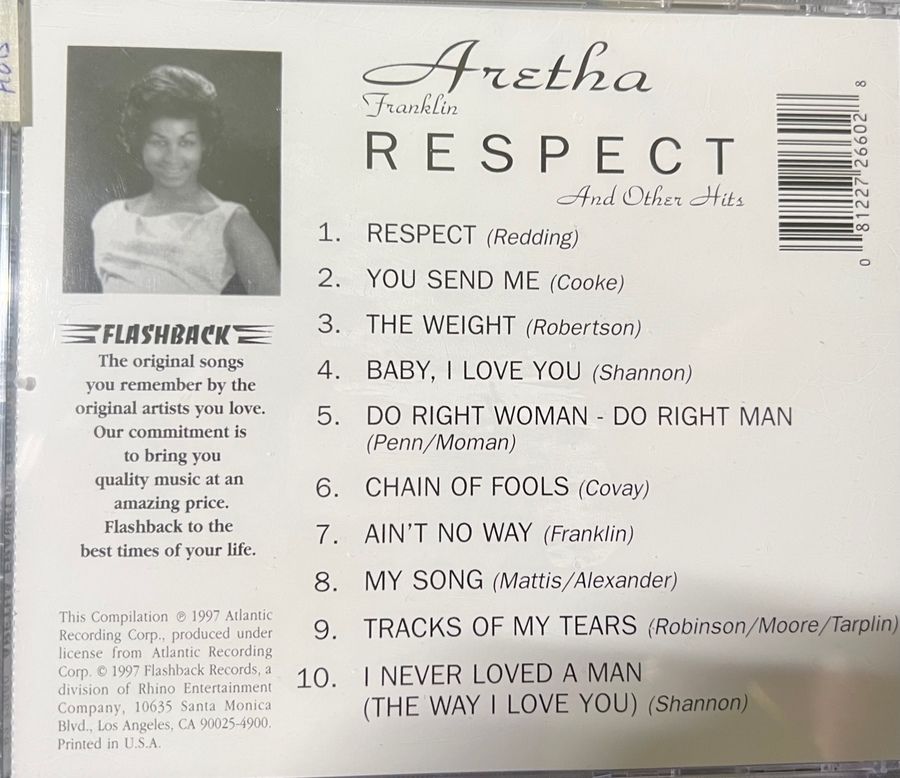 Aretha
Franklin
RESPECT
And Other Hits
1. RESPECT (Redding)
2. YOU SEND ME (Cooke)
3. THE WEIGHT (Robertson)
4. BABY, I LOVE YOU (Shannon)
5. DO RIGHT WOMAN - DO RIGHT MAN
(Penn/Moman)
6. CHAIN OF FOOLS (Covay)
7. AIN'T NO WAY (Franklin)
8. MY SONG (Mattis/Alexander)
9. TRACKS OF MY TEARS (Robinson/Moore/Tarplin)
10. I NEVER LOVED A MAN
(THE WAY I LOVE YOU) (Shannon)
0 81227 26602 8
FLASHBACK
The original songs
you remember by the
original artists you love.
Our commitment is
to bring you
quality music at an
amazing price.
Flashback to the
best times of your life.
This Compilation ℗ 1997 Atlantic
Recording Corp., produced under
license from Atlantic Recording
Corp. © 1997 Flashback Records, a
division of Rhino Entertainment
Company, 10635 Santa Monica
Blvd., Los Angeles, CA 90025-4900.
Printed in U.S.A.